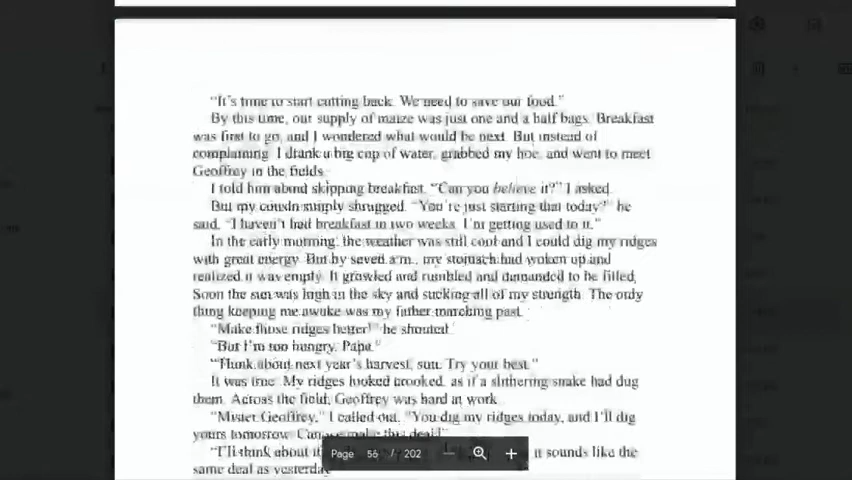 “It's time to start cutting back. We need to save our food.”
By this time, our supply of maize was just one and a half bags. Breakfast
was first to go, and I wondered what would be next. But instead of
complaining, I drank a big cup of water, grabbed my hoe, and went to meet
Geoffrey in the fields.
I told him about skipping breakfast. “Can you believe it?” I asked.
But my cousin simply shrugged. “You're just starting that today?” he
said. “I haven't had breakfast in two weeks. I'm getting used to it.”
In the early morning, the weather was still cool and I could dig my ridges
with great energy. But by seven a.m., my stomach had woken up and
realized it was empty. It growled and rumbled and demanded to be filled.
Soon the sun was high in the sky and sucking all of my strength. The only
thing keeping me awake was my father marching past.
“Make those ridges better!” he shouted.
“But I'm too hungry, Papa.”
“Think about next year's harvest, son. Try your best.”
It was true. My ridges looked crooked, as if a slithering snake had dug
them. Across the field, Geoffrey was hard at work.
“Mister Geoffrey,” I called out. “You dig my ridges today, and I'll dig
yours tomorrow. Can we make this deal?”
“I'll think about it sounds like the
same deal as yesterday
Page 56 / 202 — +